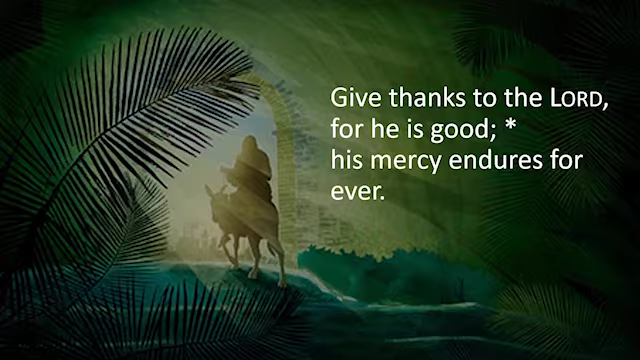 Give thanks to the LORD,
for he is good; *
his mercy endures for
ever.